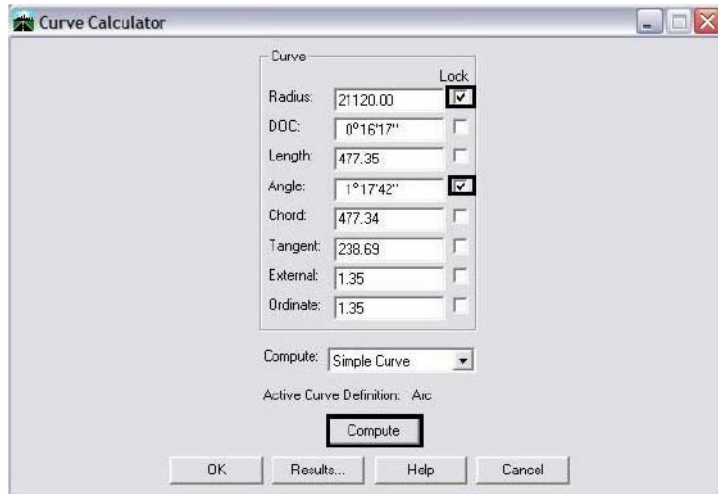 Curve Calculator
Curve
Lock
Radius: 21120.00
DOC: 0°16'17"
Length: 477.35
Angle: 1°17'42"
Chord: 477.34
Tangent: 238.69
External: 1.35
Ordinate: 1.35
Compute: Simple Curve
Active Curve Definition: Arc
Compute
OK Results... Help Cancel